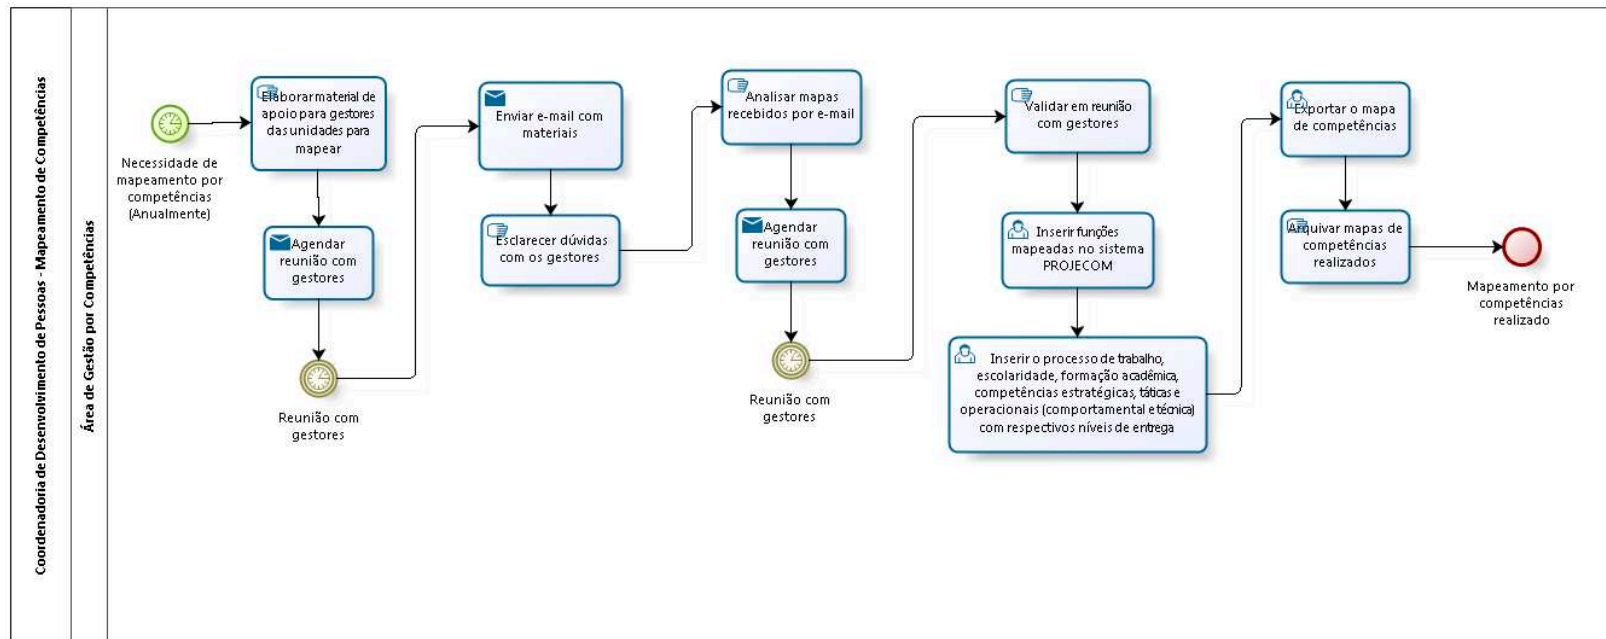 Coordenadoria de Desenvolvimento de Pessoas - Mapeamento de Competências
Área de Gestão por Competências
Necessidade de
mapeamento por
competências
(Anualmente)
Elaborar material de
apoio para gestores
das unidades para
mapear
Agendar
reunião com
gestores
Reunião com
gestores
Enviar e-mail com
materiais
Esclarecer dúvidas
com os gestores
Analisar mapas
recebidos por e-mail
Agendar
reunião com
gestores
Reunião com
gestores
Validar em reunião
com gestores
Inserir funções
mapeadas no sistema
PROJECOM
Inserir o processo de trabalho,
escolaridade, formação acadêmica,
competências estratégicas, táticas e
operacionais (comportamental e técnica)
com respectivos níveis de entrega
Exportar o mapa
de competências
Arquivar mapas de
competências
realizados
Mapeamento por
competências
realizado